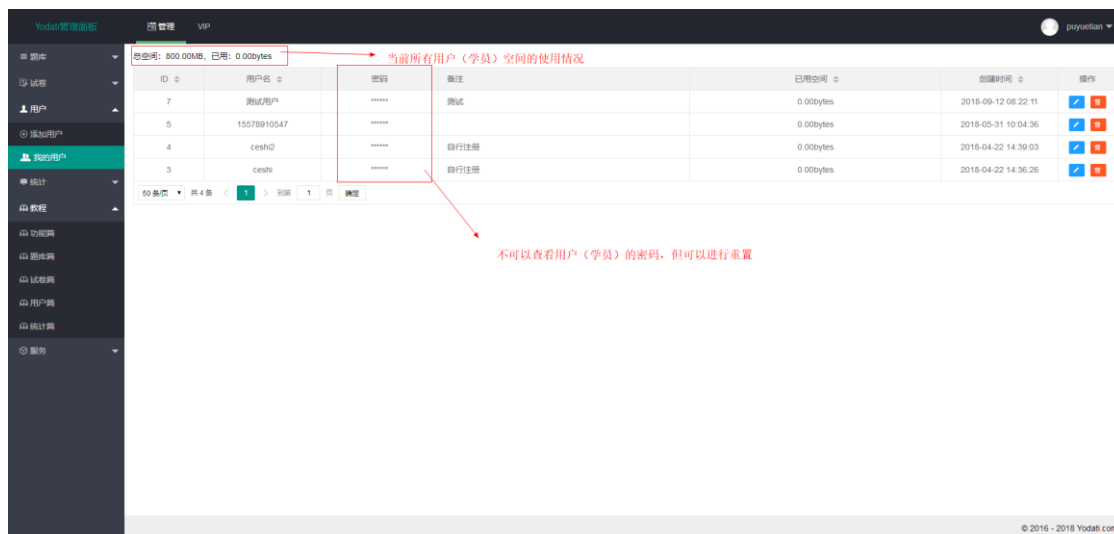 Yodati管理面板 管理 VIP puyuetian
题库
总空间：800.00MB，已用：0.00bytes
当前所有用户（学员）空间的使用情况
试卷
ID 用户名 密码 备注 已用空间 创建时间 操作
用户
7 测试用户 ****** 测试 0.00bytes 2018-09-12 08:22:11
添加用户
5 15578910547 ****** 0.00bytes 2018-05-31 10:04:36
我的用户
4 ceshi2 ****** 自行注册 0.00bytes 2018-04-22 14:39:03
3 ceshi ****** 自行注册 0.00bytes 2018-04-22 14:36:26
统计
50 条/页 共 4 条 < 1 > 到第 1 页 确定
教程
功能篇
题库篇
不可以查看用户（学员）的密码，但可以进行重置
试卷篇
用户篇
统计篇
服务
© 2016 - 2018 Yodati.com